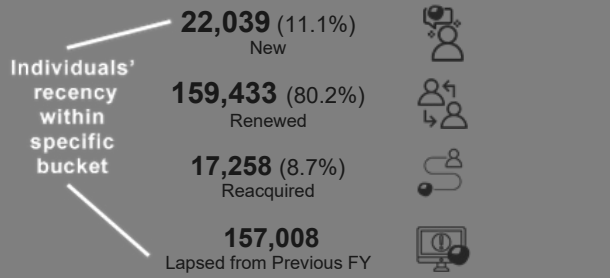 Individuals’
recency
within
specific
bucket
22,039 (11.1%)
New
159,433 (80.2%)
Renewed
17,258 (8.7%)
Reacquired
157,008
Lapsed from Previous FY